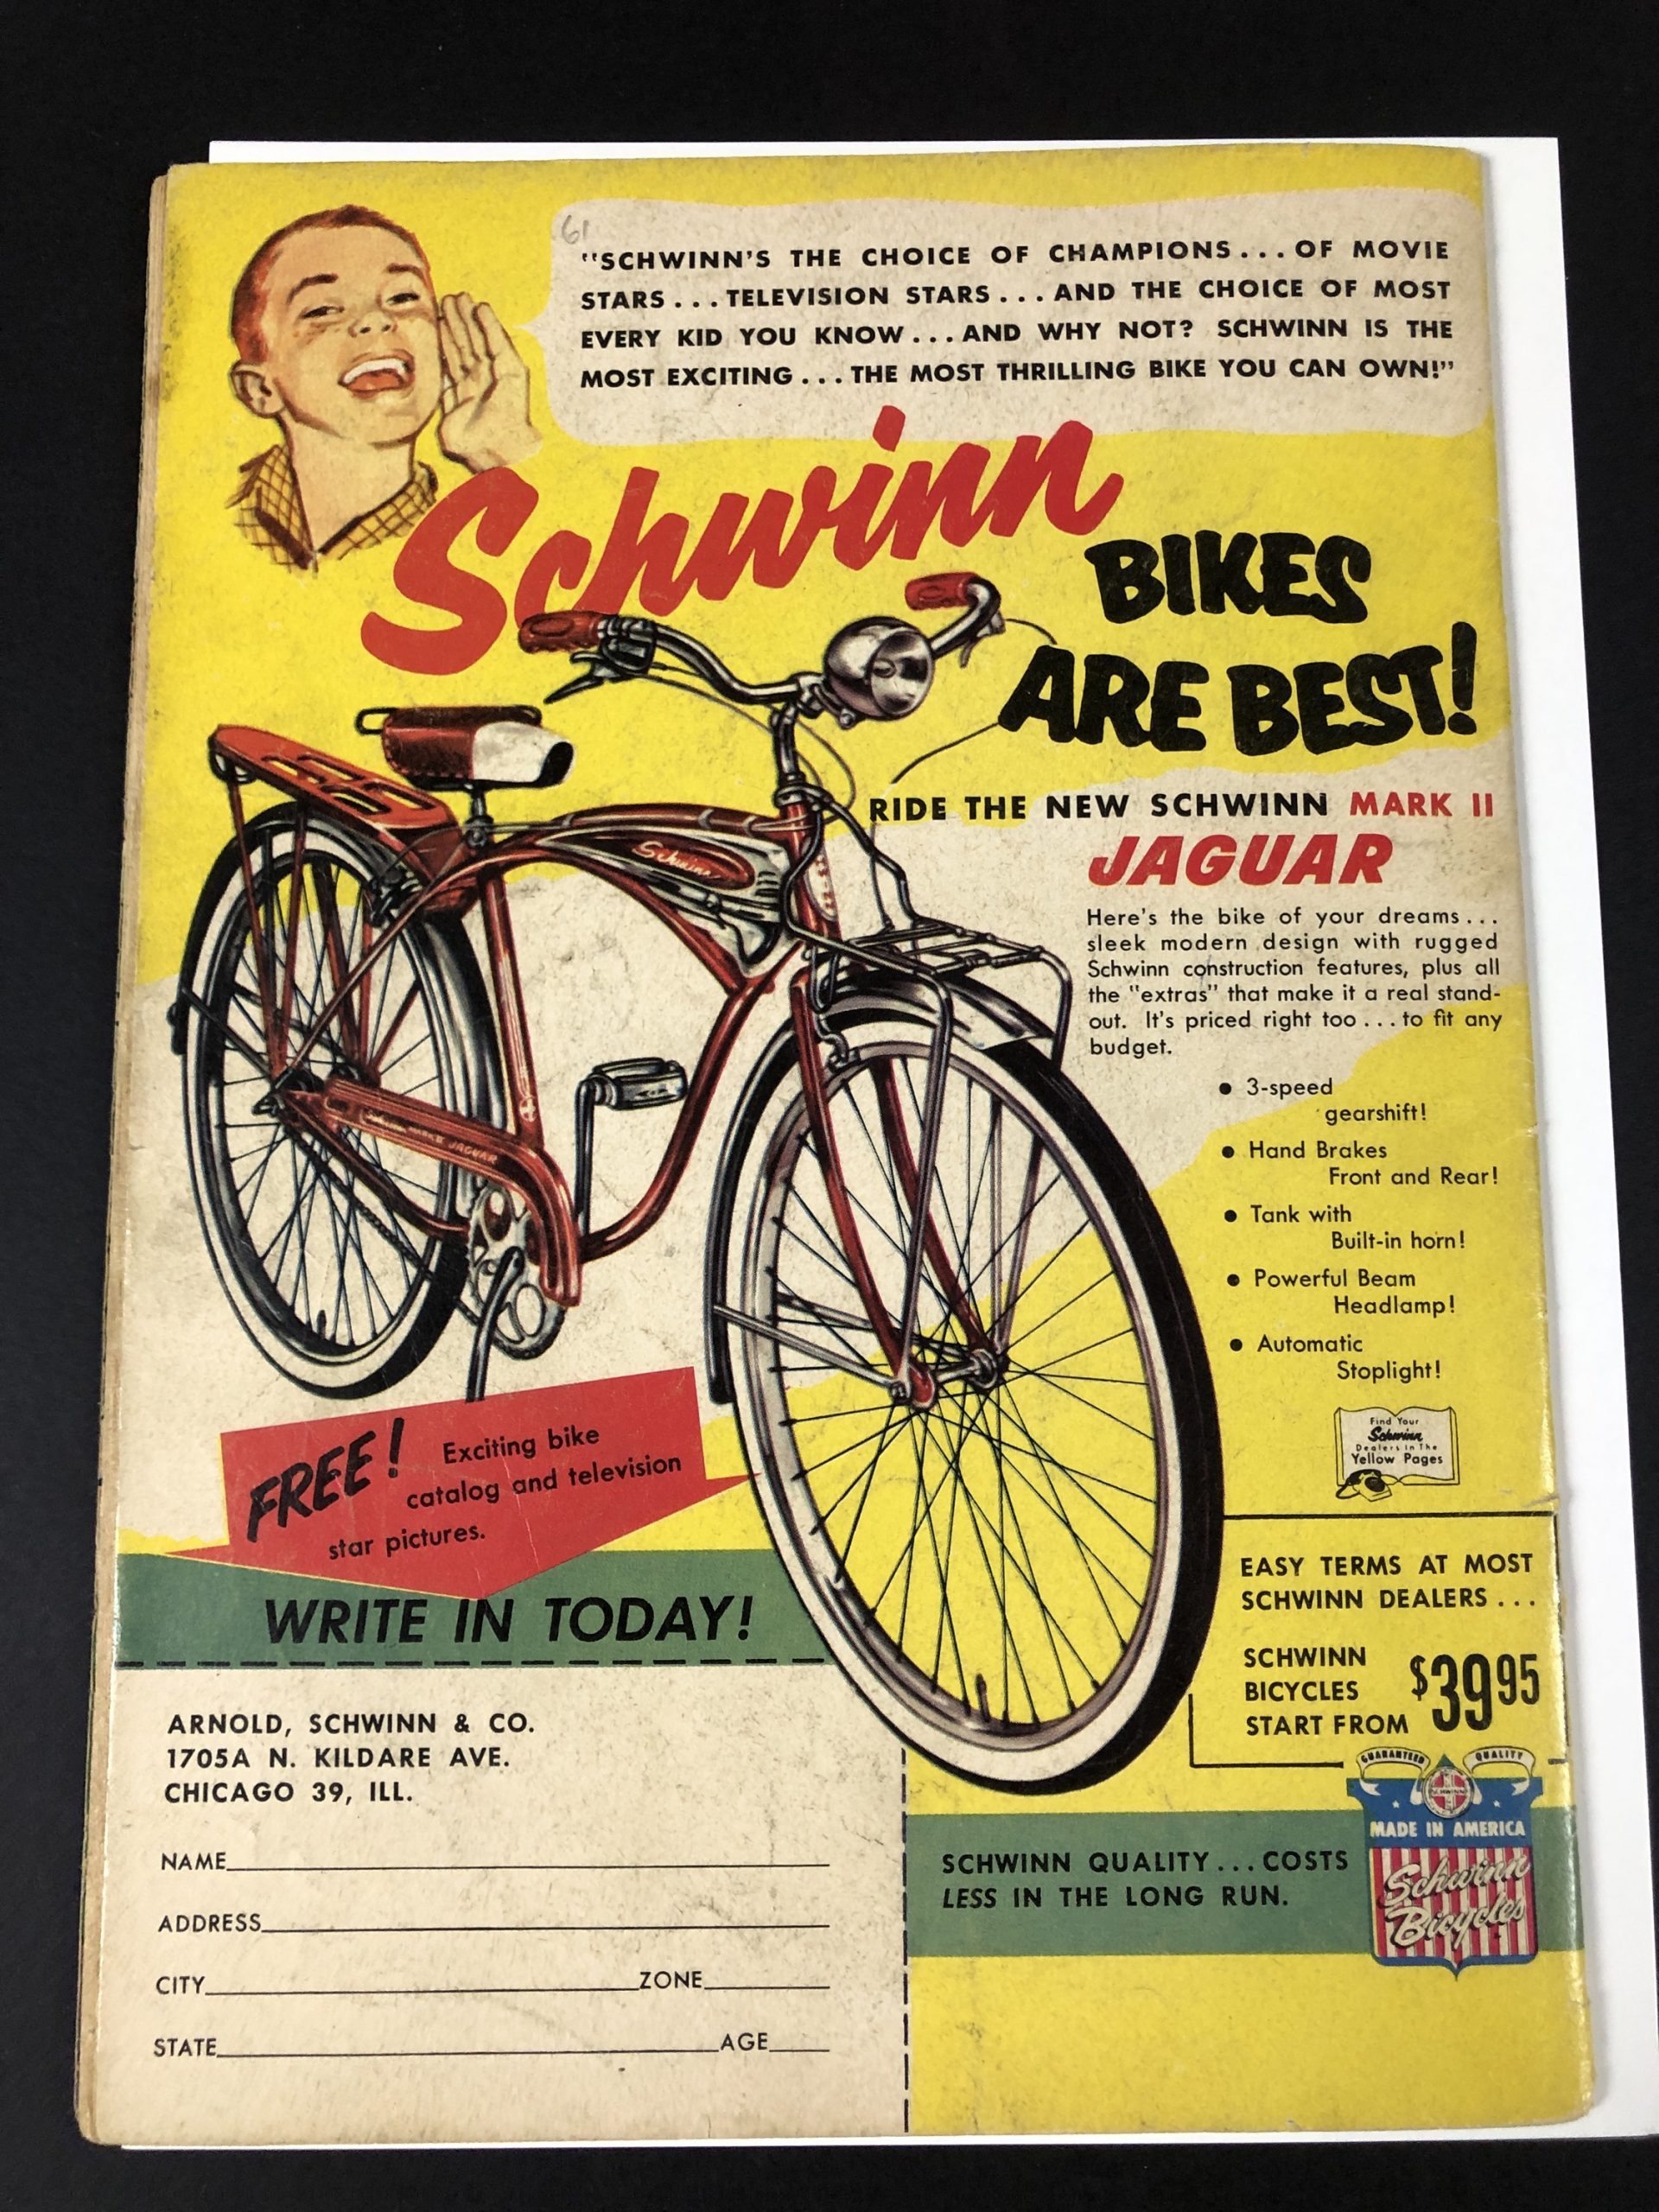 61
"SCHWINN'S THE CHOICE OF CHAMPIONS...OF MOVIE
STARS...TELEVISION STARS...AND THE CHOICE OF MOST
EVERY KID YOU KNOW...AND WHY NOT? SCHWINN IS THE
MOST EXCITING...THE MOST THRILLING BIKE YOU CAN OWN!"
Schwinn
BIKES
ARE BEST!
RIDE THE NEW SCHWINN MARK II
JAGUAR
Schwinn
Here's the bike of your dreams...
sleek modern design with rugged
Schwinn construction features, plus all
the "extras" that make it a real stand-
out. It's priced right too...to fit any
budget.
• 3-speed
gearshift!
• Hand Brakes
Front and Rear!
• Tank with
Built-in horn!
• Powerful Beam
Headlamp!
• Automatic
Stoplight!
JAGUAR
Find Your
Schwinn
Dealers In The
Yellow Pages
FREE! Exciting bike
catalog and television
star pictures.
WRITE IN TODAY!
EASY TERMS AT MOST
SCHWINN DEALERS...
SCHWINN
BICYCLES
START FROM $39.95
ARNOLD, SCHWINN & CO.
1705A N. KILDARE AVE.
CHICAGO 39, ILL.
NAME
ADDRESS
CITY ZONE
STATE AGE
SCHWINN QUALITY...COSTS
LESS IN THE LONG RUN.
GUARANTEED QUALITY
SCHWINN
MADE IN AMERICA
Schwinn
Bicycles